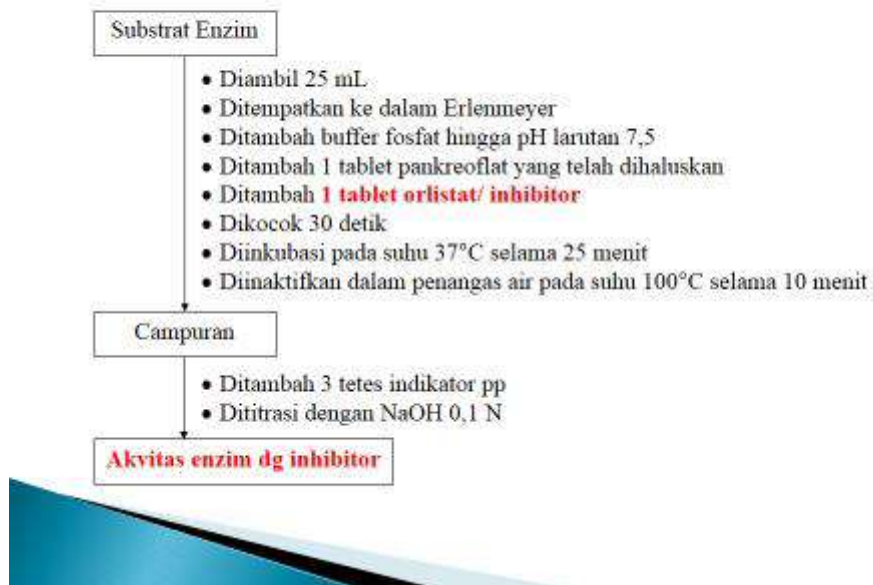 Substrat Enzim
• Diambil 25 mL
• Ditempatkan ke dalam Erlenmeyer
• Ditambah buffer fosfat hingga pH larutan 7,5
• Ditambah 1 tablet pankreoflat yang telah dihaluskan
• Ditambah 1 tablet orlistat/ inhibitor
• Dikocok 30 detik
• Diinkubasi pada suhu 37°C selama 25 menit
• Diinaktifkan dalam penangas air pada suhu 100°C selama 10 menit
Campuran
• Ditambah 3 tetes indikator pp
• Dititrasi dengan NaOH 0,1 N
Akvitas enzim dg inhibitor